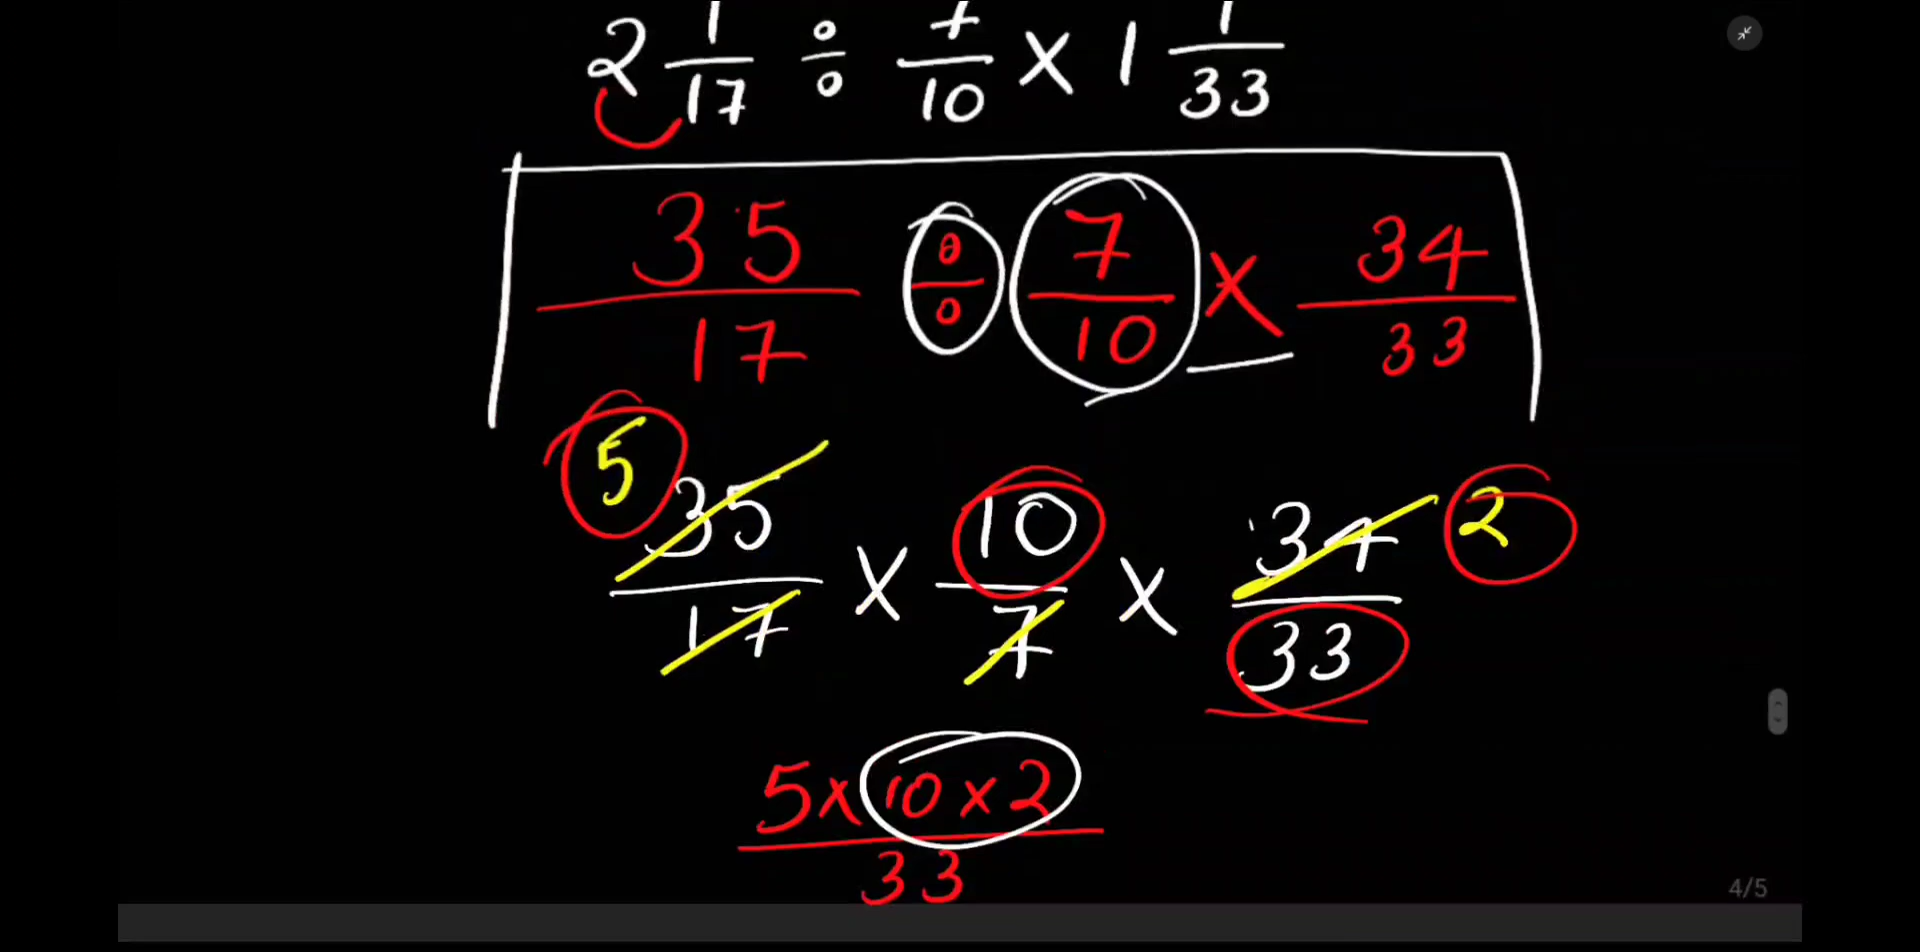 2 1/17 ÷ 7/10 × 1 1/33
35/17 ÷ 7/10 × 34/33
5 35/17 × 10/7 × 34/33 2
5×10×2/33
4/5